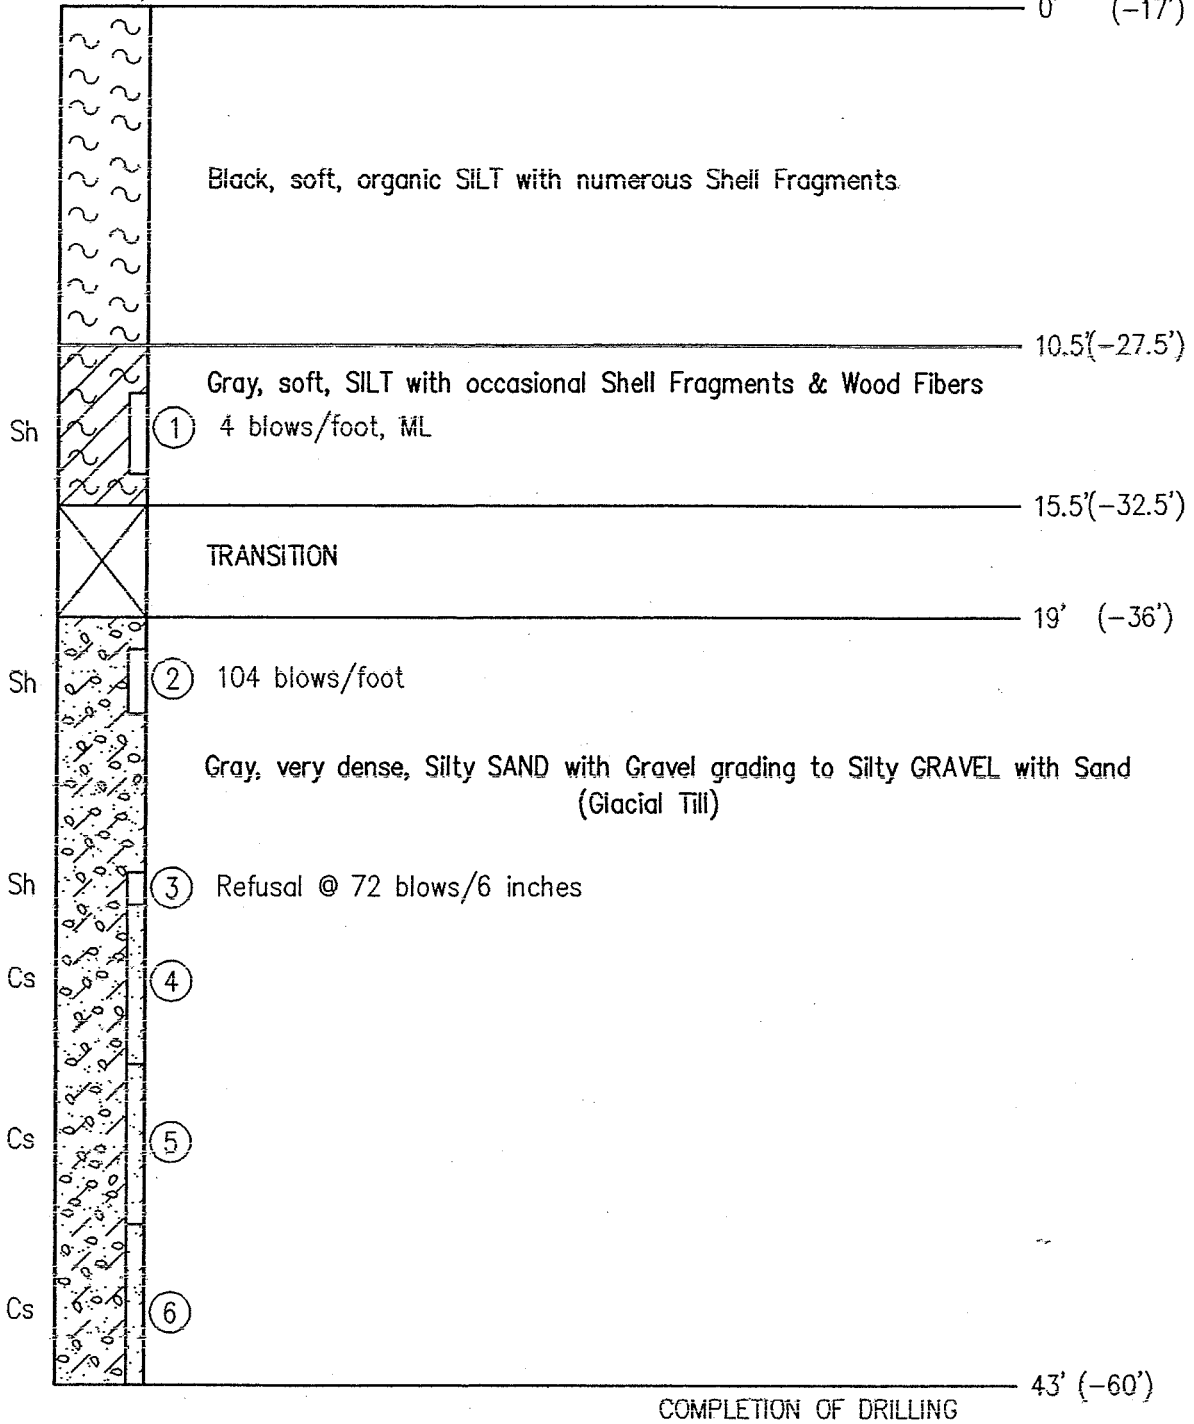 0' (-17')
Black, soft, organic SILT with numerous Shell Fragments
10.5'(-27.5')
Gray, soft, SILT with occasional Shell Fragments & Wood Fibers
Sh 1 4 blows/foot, ML
15.5'(-32.5')
TRANSITION
19' (-36')
Sh 2 104 blows/foot
Gray, very dense, Silty SAND with Gravel grading to Silty GRAVEL with Sand
(Glacial Till)
Sh 3 Refusal @ 72 blows/6 inches
Cs 4
Cs 5
Cs 6
43' (-60')
COMPLETION OF DRILLING